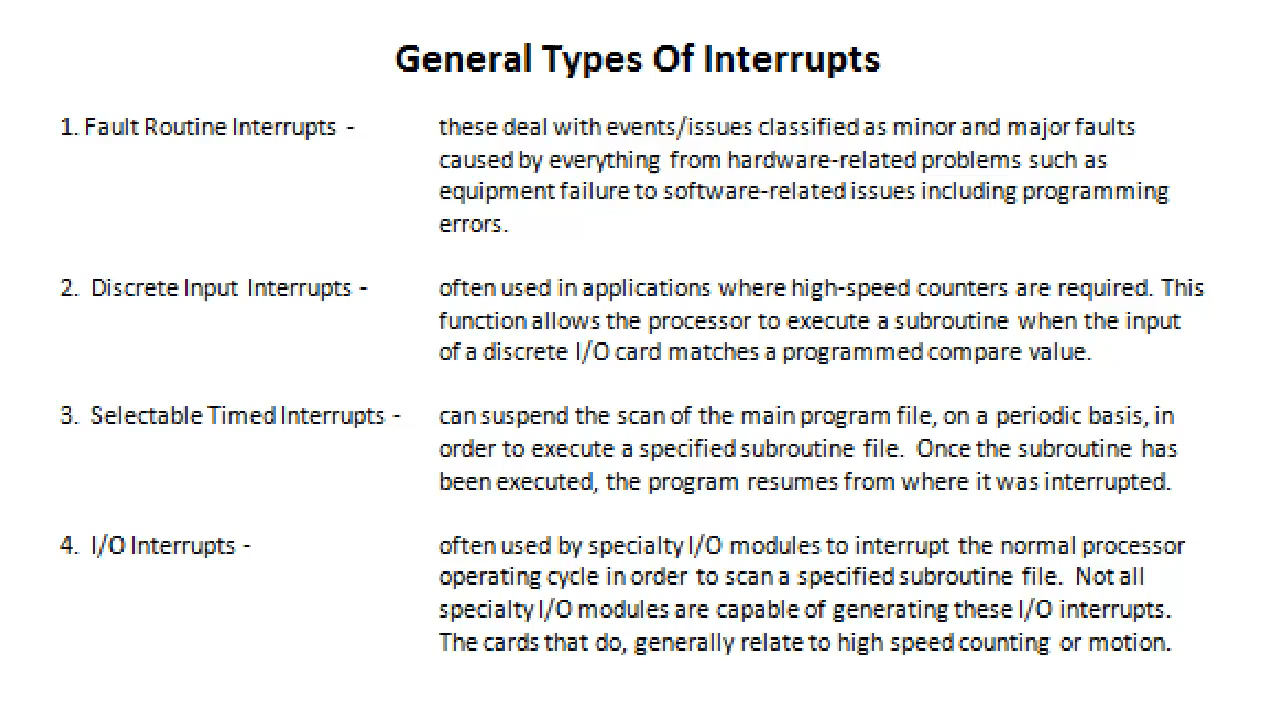 General Types Of Interrupts
1. Fault Routine Interrupts - these deal with events/issues classified as minor and major faults
caused by everything from hardware-related problems such as
equipment failure to software-related issues including programming
errors.
2. Discrete Input Interrupts - often used in applications where high-speed counters are required. This
function allows the processor to execute a subroutine when the input
of a discrete I/O card matches a programmed compare value.
3. Selectable Timed Interrupts - can suspend the scan of the main program file, on a periodic basis, in
order to execute a specified subroutine file. Once the subroutine has
been executed, the program resumes from where it was interrupted.
4. I/O Interrupts - often used by specialty I/O modules to interrupt the normal processor
operating cycle in order to scan a specified subroutine file. Not all
specialty I/O modules are capable of generating these I/O interrupts.
The cards that do, generally relate to high speed counting or motion.